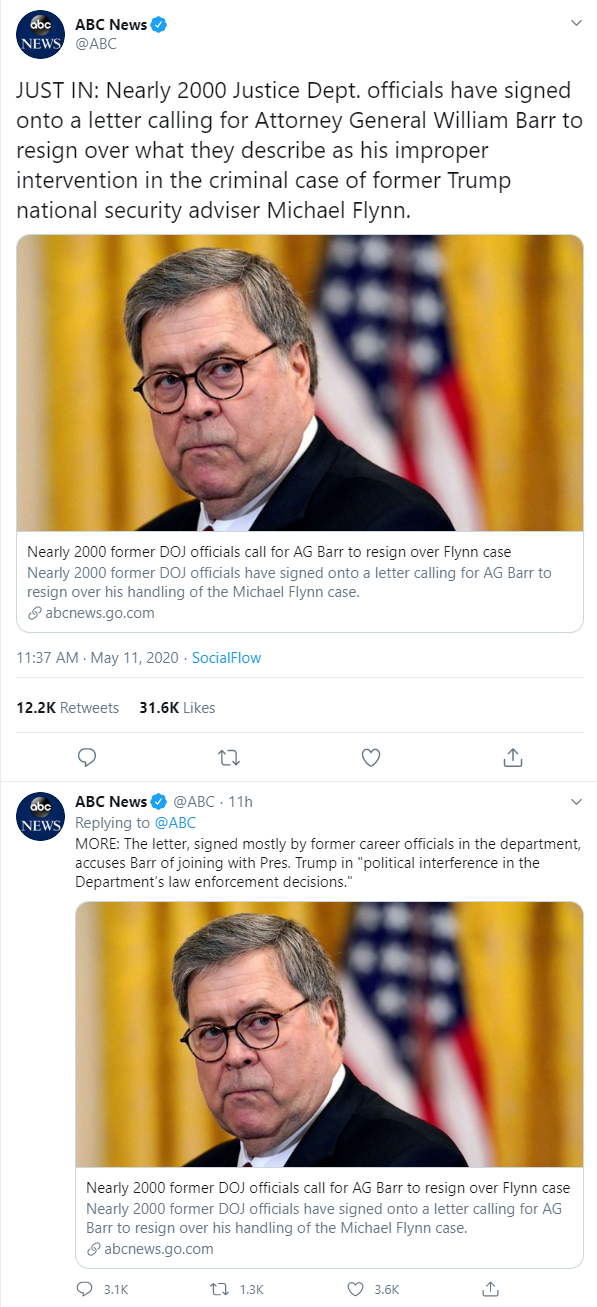 abc
NEWS
ABC News
@ABC
JUST IN: Nearly 2000 Justice Dept. officials have signed
onto a letter calling for Attorney General William Barr to
resign over what they describe as his improper
intervention in the criminal case of former Trump
national security adviser Michael Flynn.
Nearly 2000 former DOJ officials call for AG Barr to resign over Flynn case
Nearly 2000 former DOJ officials have signed onto a letter calling for AG Barr to
resign over his handling of the Michael Flynn case.
abcnews.go.com
11:37 AM · May 11, 2020 · SocialFlow
12.2K Retweets 31.6K Likes
abc
NEWS
ABC News @ABC · 11h
Replying to @ABC
MORE: The letter, signed mostly by former career officials in the department,
accuses Barr of joining with Pres. Trump in "political interference in the
Department's law enforcement decisions."
Nearly 2000 former DOJ officials call for AG Barr to resign over Flynn case
Nearly 2000 former DOJ officials have signed onto a letter calling for AG
Barr to resign over his handling of the Michael Flynn case.
abcnews.go.com
3.1K 1.3K 3.6K